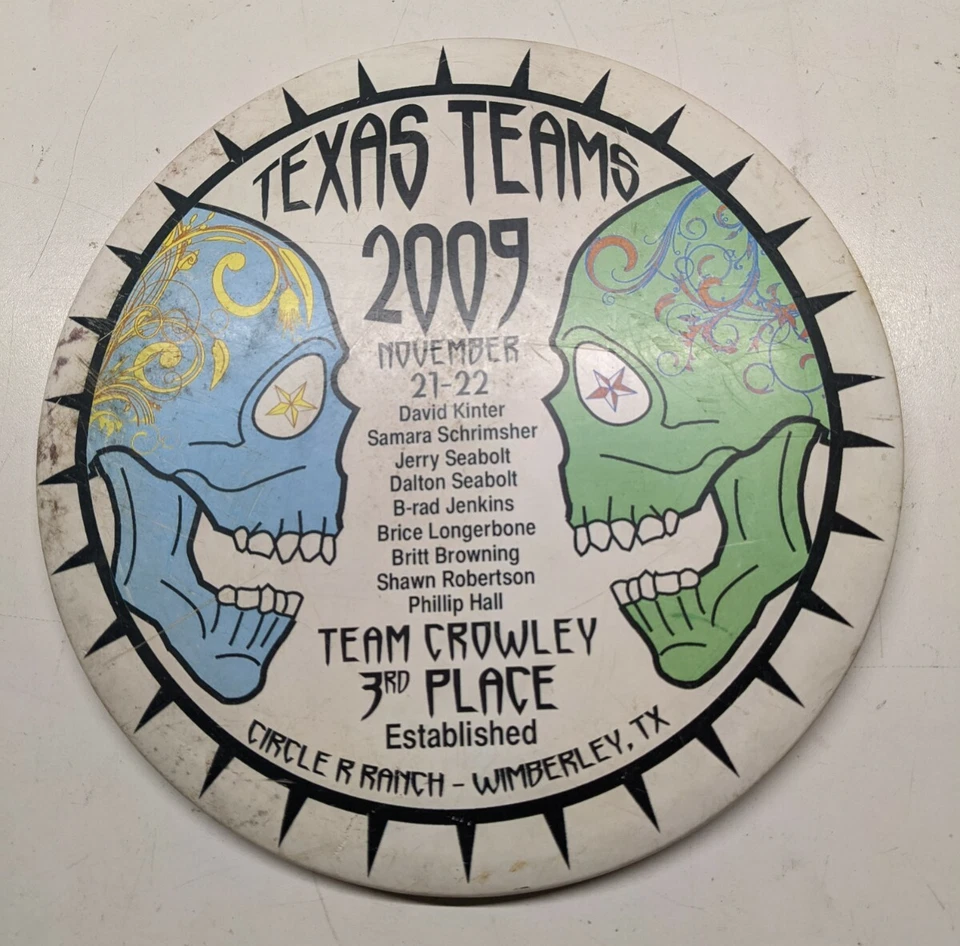 TEXAS TEAMS
2009
NOVEMBER
21-22
David Kinter
Samara Schrimsher
Jerry Seabolt
Dalton Seabolt
B-rad Jenkins
Brice Longerbone
Britt Browning
Shawn Robertson
Phillip Hall
TEAM CROWLEY
3RD PLACE
Established
CIRCLE R RANCH - WIMBERLEY, TX